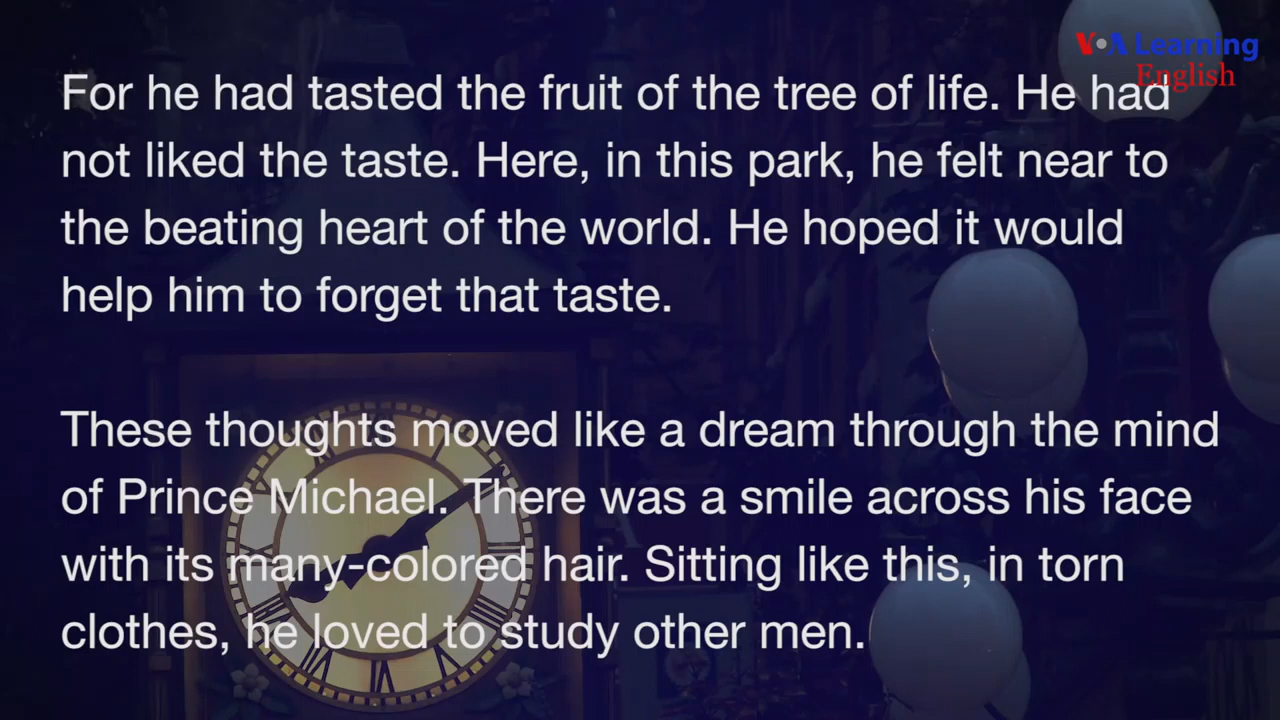 VOA Learning
English
For he had tasted the fruit of the tree of life. He had
not liked the taste. Here, in this park, he felt near to
the beating heart of the world. He hoped it would
help him to forget that taste.
These thoughts moved like a dream through the mind
of Prince Michael. There was a smile across his face
with its many-colored hair. Sitting like this, in torn
clothes, he loved to study other men.